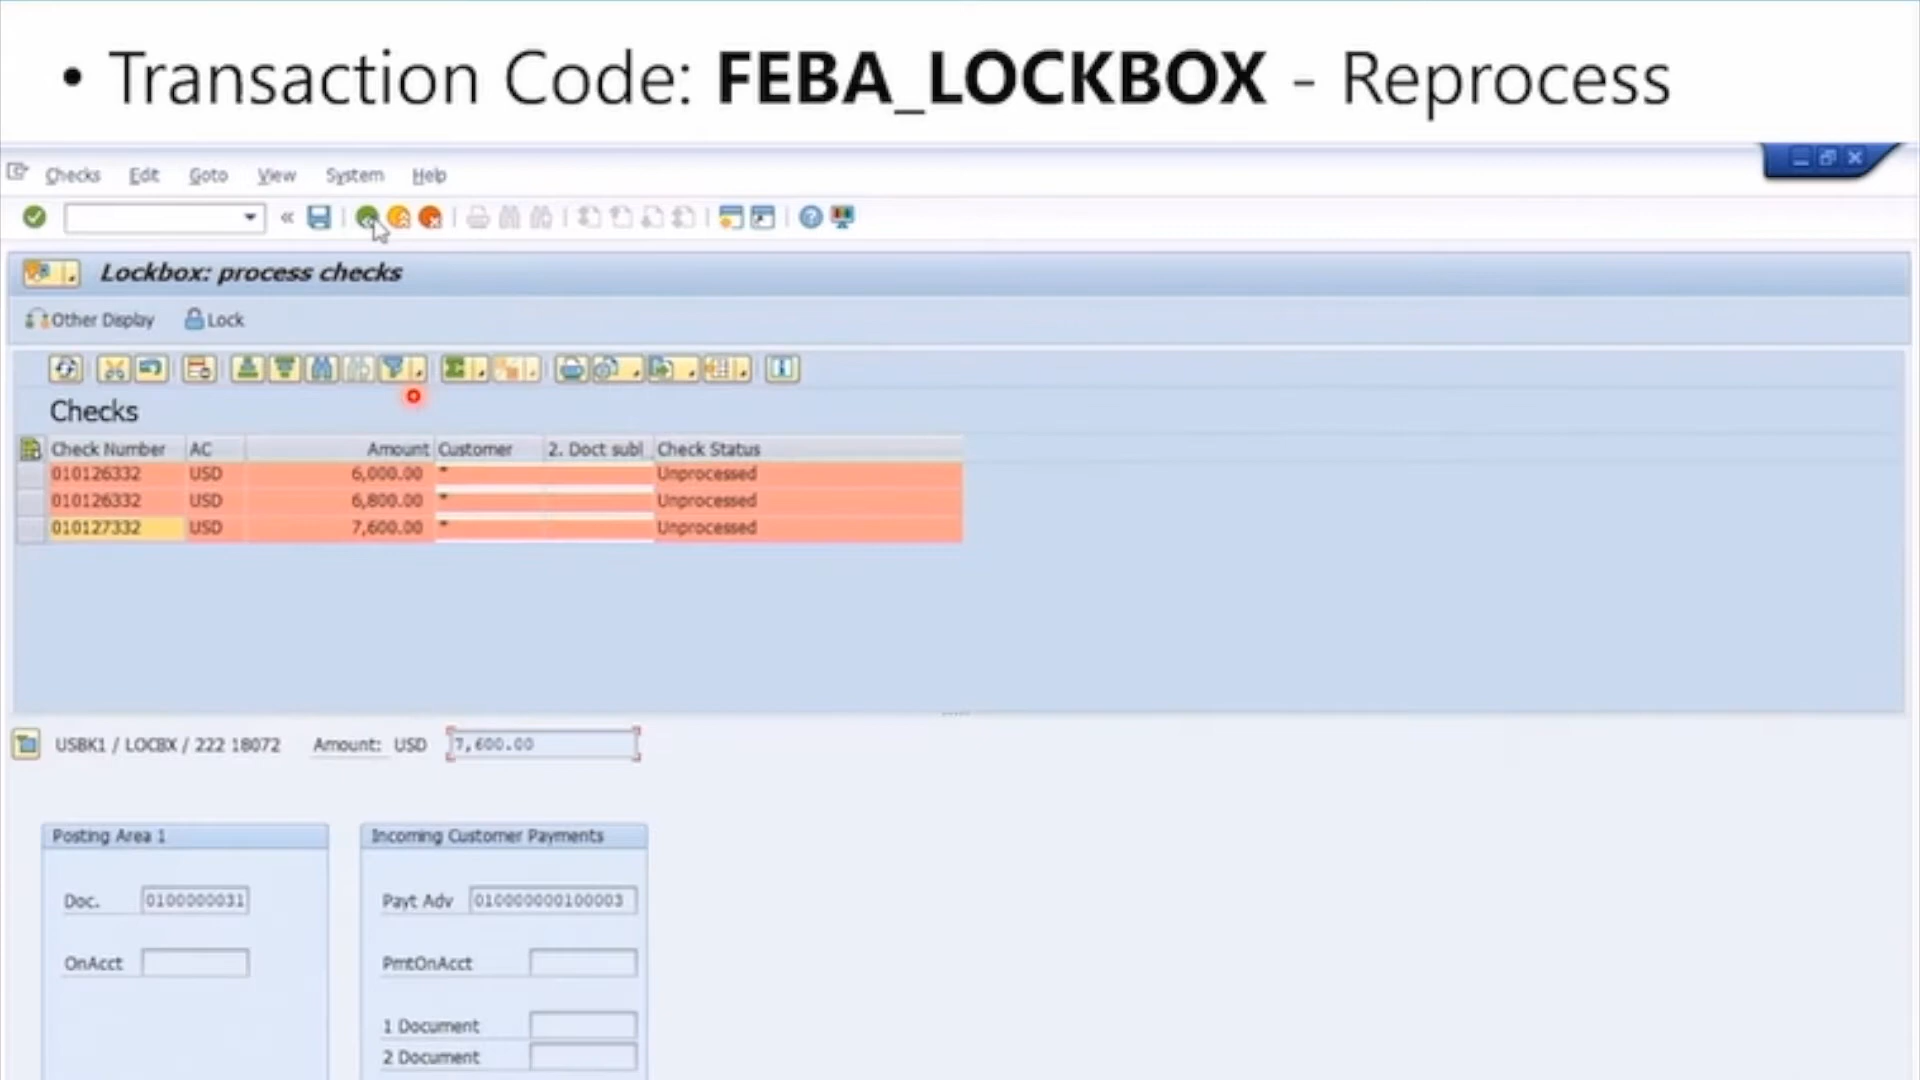 • Transaction Code: FEBA_LOCKBOX - Reprocess
Checks Edit Goto View System Help
Lockbox: process checks
Other Display Lock
Checks
Check Number AC Amount Customer 2. Doct subl Check Status
010126332 USD 6,000.00 * Unprocessed
010126332 USD 6,800.00 * Unprocessed
010127332 USD 7,600.00 * Unprocessed
USBK1 / LOCBX / 222 18072 Amount: USD 7,600.00
Posting Area 1 Incoming Customer Payments
Doc. 0100000031 Payt Adv 010000000100003
OnAcct PmtOnAcct
1 Document
2 Document